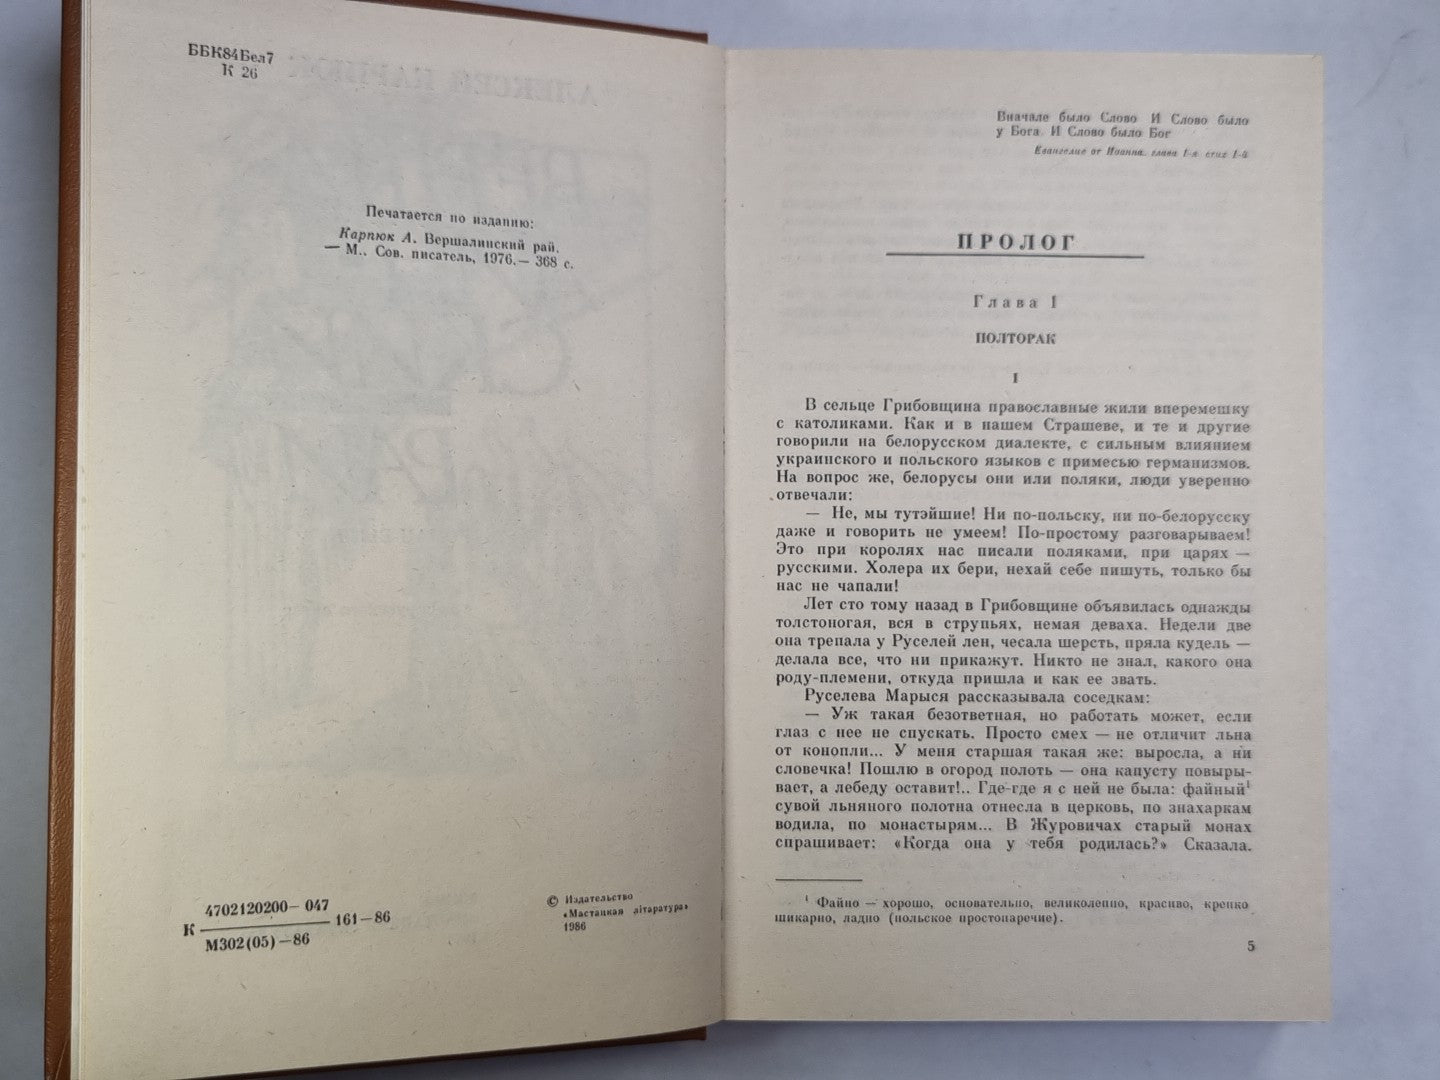 ББК84Бел7
К 26
Печатается по изданию:
Карпюк А. Вершалинский рай.
— М., Сов. писатель, 1976.— 368 с.
К 4702120200—047 161—86
М302(05)—86
© Издательство
«Мастацкая літаратура»
1986
Вначале было Слово И Слово было
у Бога И Слово было Бог
Евангелие от Иоанна, глава 1-я стих 1-й
ПРОЛОГ
Глава I
ПОЛТОРАК
I
В сельце Грибовщина православные жили вперемешку
с католиками. Как и в нашем Страшеве, и те и другие
говорили на белорусском диалекте, с сильным влиянием
украинского и польского языков с примесью германизмов.
На вопрос же, белорусы они или поляки, люди уверенно
отвечали:
— Не, мы тутэйшие! Ни по-польску, ни по-белорусску
даже и говорить не умеем! По-простому разговариваем!
Это при королях нас писали поляками, при царях —
русскими. Холера их бери, нехай себе пишуть, только бы
нас не чапали!
Лет сто тому назад в Грибовщине объявилась однажды
толстоногая, вся в струпьях, немая деваха. Недели две
она трепала у Руселей лен, чесала шерсть, пряла кудель —
делала все, что ни прикажут. Никто не знал, какого она
роду-племени, откуда пришла и как ее звать.
Руселева Марыся рассказывала соседкам:
— Уж такая безответная, но работать может, если
глаз с нее не спускать. Просто смех — не отличит льна
от конопли... У меня старшая такая же: выросла, а ни
словечка! Пошлю в огород полоть — она капусту повыры-
вает, а лебеду оставит!.. Где-где я с ней не была: файный¹
сувой льняного полотна отнесла в церковь, по знахаркам
водила, по монастырям... В Журовичах старый монах
спрашивает: «Когда она у тебя родилась?» Сказала.
¹ Файно — хорошо, основательно, великолепно, красиво, крепко
шикарно, ладно (польское просторечие).
5